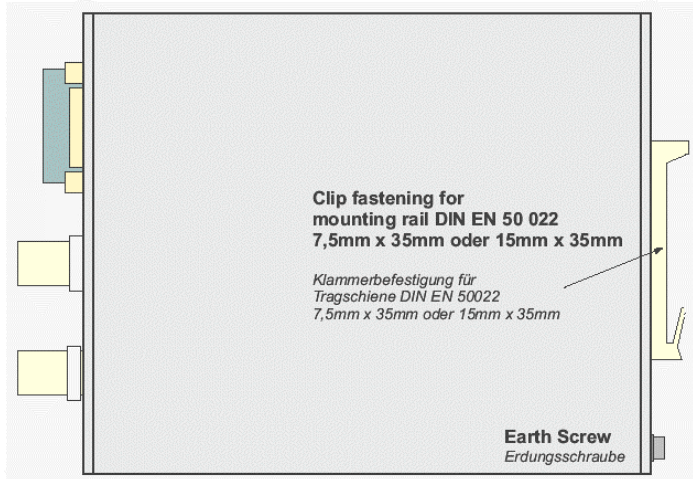 Clip fastening for
mounting rail DIN EN 50 022
7,5mm x 35mm oder 15mm x 35mm
Klammerbefestigung für
Tragschiene DIN EN 50022
7,5mm x 35mm oder 15mm x 35mm
Earth Screw
Erdungsschraube